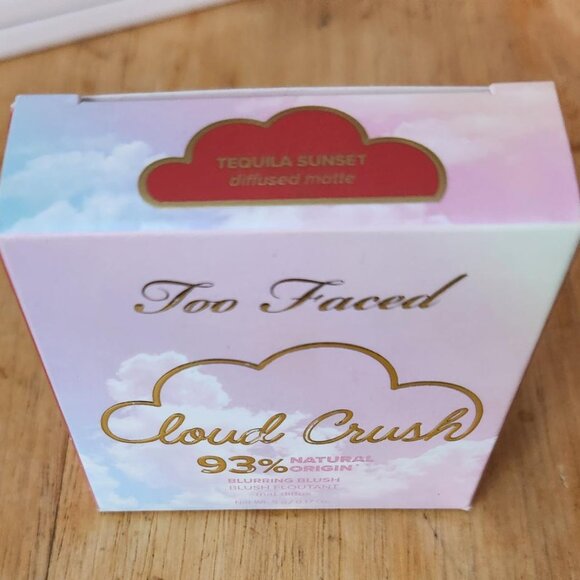 TEQUILA SUNSET
diffused matte
Too Faced
Cloud Crush
93% NATURAL
ORIGIN*
BLURRING BLUSH
BLUSH FLOUTANT